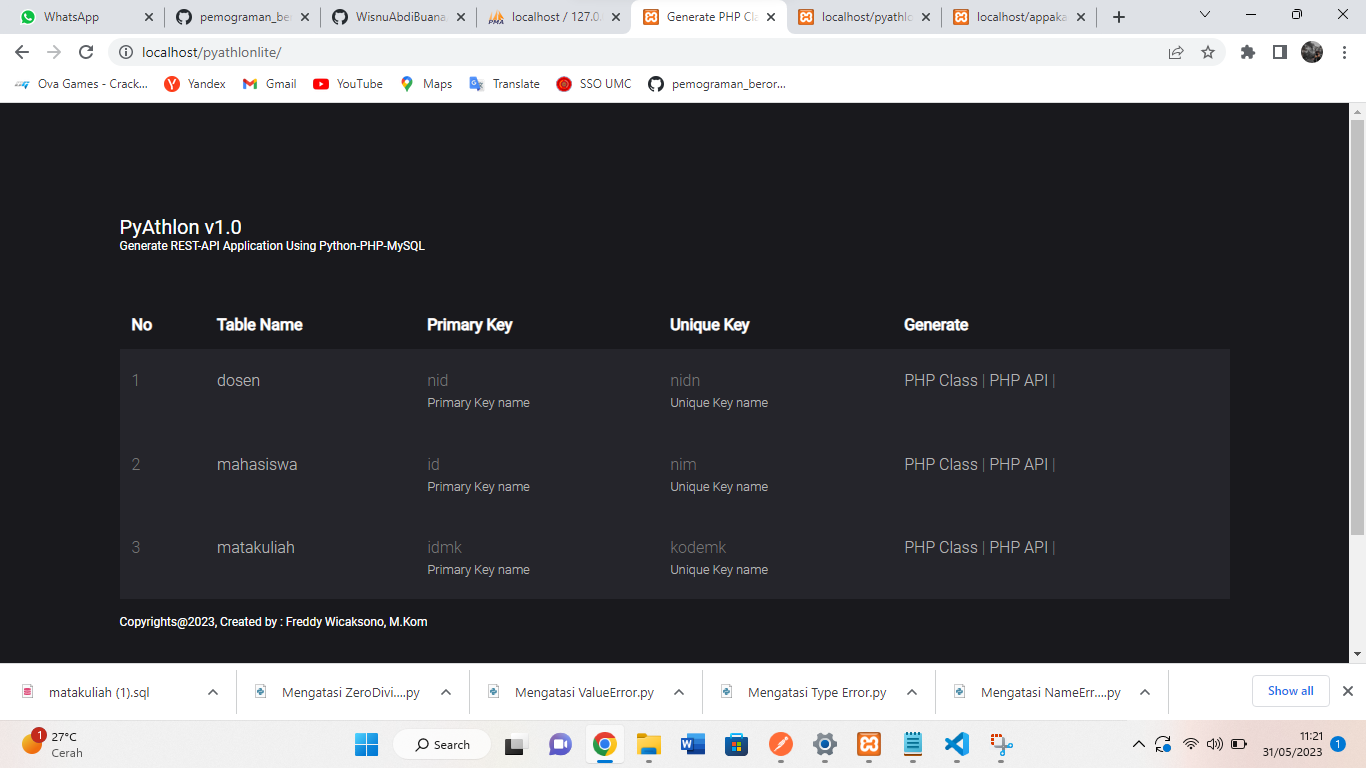 WhatsApp
pemograman_be
WisnuAbdiBuana
PMA localhost / 127.0.
Generate PHP Cla
localhost/pyathlo
localhost/appaka
localhost/pyathlonlite/
Ova Games - Crack...
Yandex
Gmail
YouTube
Maps
Translate
SSO UMC
pemograman_beror...
PyAthlon v1.0
Generate REST-API Application Using Python-PHP-MySQL
No Table Name Primary Key Unique Key Generate
1 dosen nid nidn PHP Class | PHP API |
Primary Key name Unique Key name
2 mahasiswa id nim PHP Class | PHP API |
Primary Key name Unique Key name
3 matakuliah idmk kodemk PHP Class | PHP API |
Primary Key name Unique Key name
Copyrights@2023, Created by : Freddy Wicaksono, M.Kom
matakuliah (1).sql
Mengatasi ZeroDivi....py
Mengatasi ValueError.py
Mengatasi Type Error.py
Mengatasi NameErr....py
Show all
1
27°C
Cerah
Search
11:21
31/05/2023
1